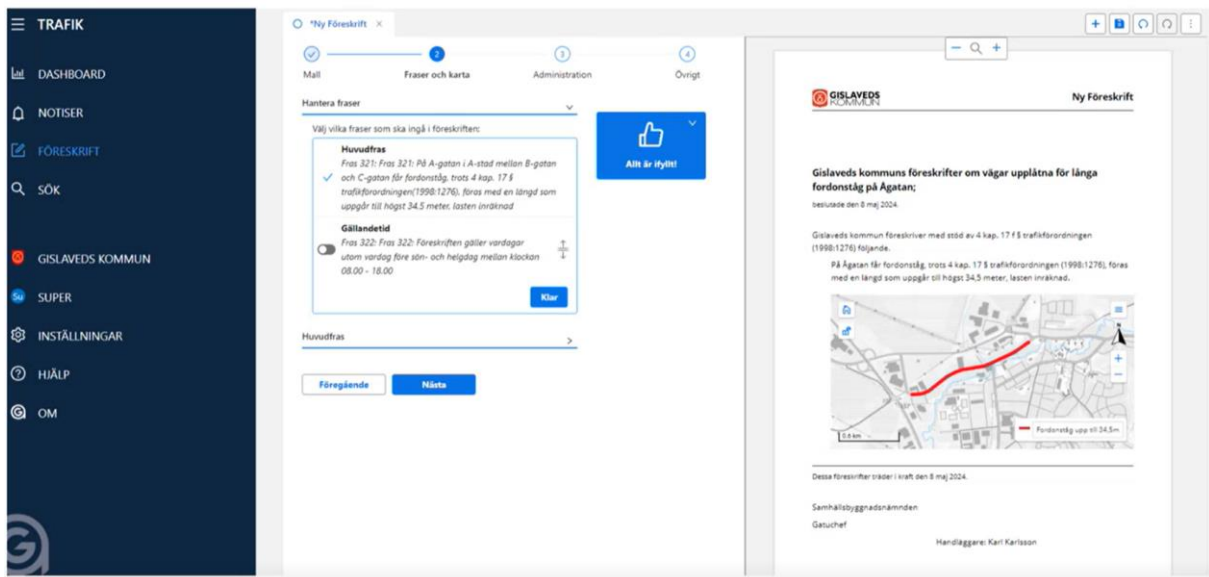 TRAFIK
DASHBOARD
NOTISER
FÖRESKRIFT
SÖK
GISLAVEDS KOMMUN
Su SUPER
INSTÄLLNINGAR
HJÄLP
OM
*Ny Föreskrift ×
2 3 4
Mall Fraser och karta Administration Övrigt
Hantera fraser
Välj vilka fraser som ska ingå i föreskriften:
Huvudfras
Fras 321: Fras 321: På A-gatan i A-stad mellan B-gatan
och C-gatan får fordonståg, trots 4 kap. 17 §
trafikförordningen(1998:1276), föras med en längd som
uppgår till högst 34.5 meter, lasten inräknad
Gällandetid
Fras 322: Fras 322: Föreskriften gäller vardagar
utom vardag före sön- och helgdag mellan klockan
08.00 - 18.00
Klar
Allt är ifyllt!
Huvudfras
Föregående Nästa
GISLAVEDS
KOMMUN
Ny Föreskrift
Gislaveds kommuns föreskrifter om vägar upplåtna för långa
fordonståg på Ågatan;
beslutade den 8 maj 2024.
Gislaveds kommun föreskriver med stöd av 4 kap. 17 f § trafikförordningen
(1998:1276) följande.
På Ågatan får fordonståg, trots 4 kap. 17 § trafikförordningen (1998:1276), föras
med en längd som uppgår till högst 34,5 meter, lasten inräknad.
0.6 km
Fordonståg upp till 34,5m
Dessa föreskrifter träder i kraft den 8 maj 2024.
Samhällsbyggnadsnämnden
Gatuchef
Handläggare: Karl Karlsson